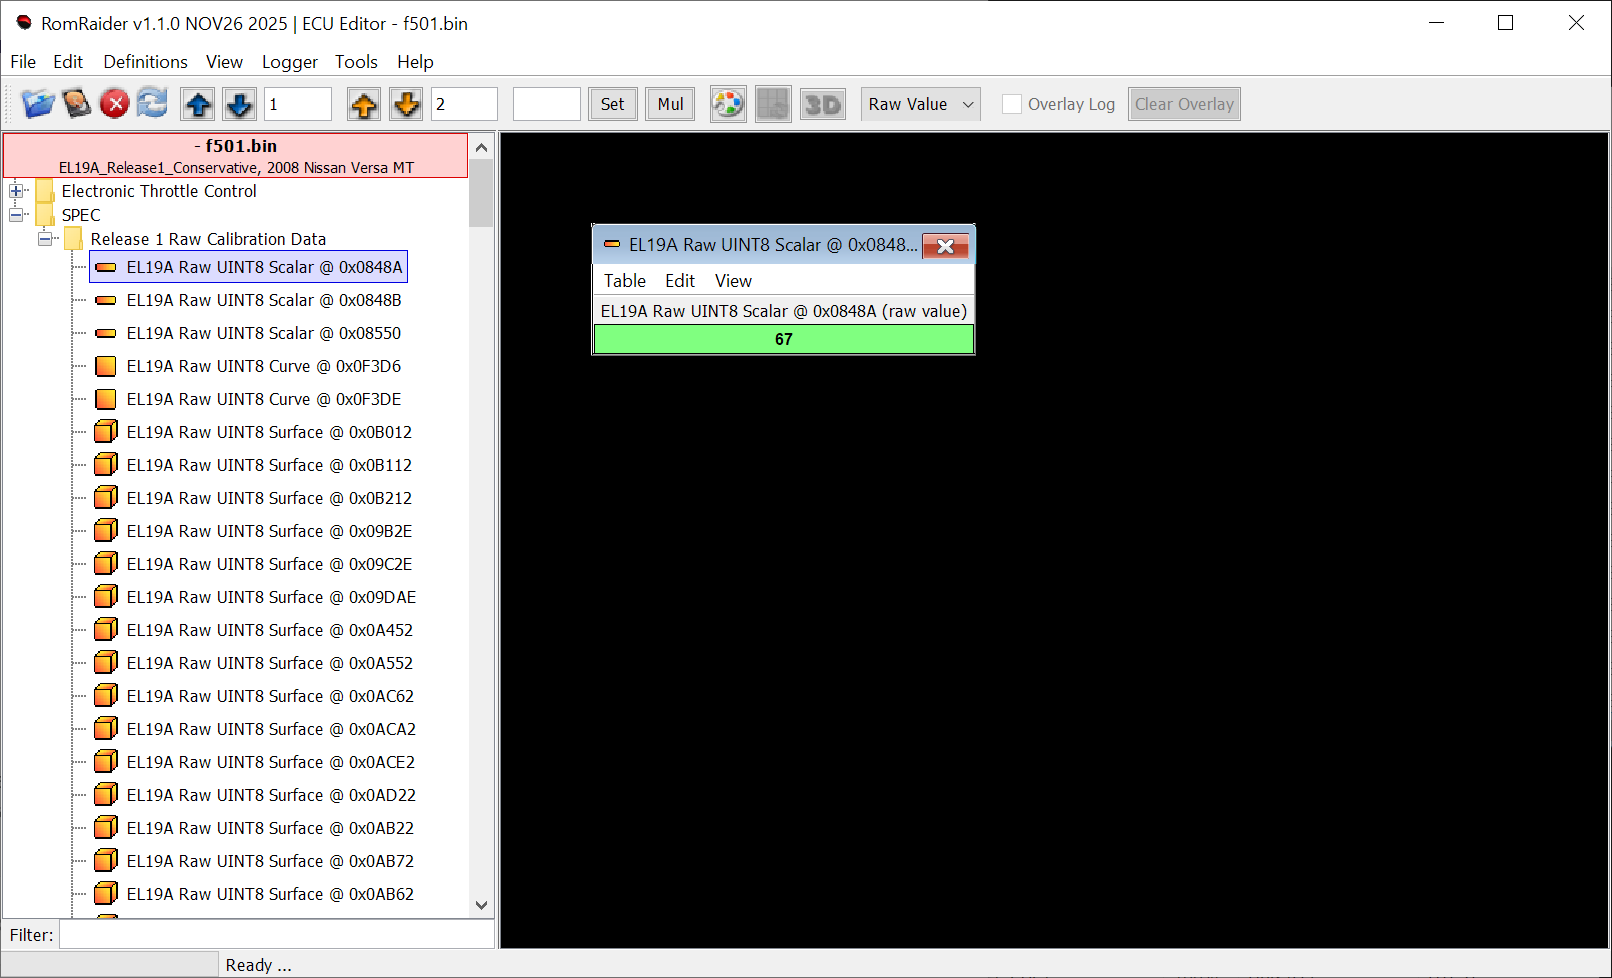 RomRaider v1.1.0 NOV26 2025 | ECU Editor - f501.bin
File Edit Definitions View Logger Tools Help
1 2 Set Mul 3D Raw Value Overlay Log Clear Overlay
- f501.bin
EL19A_Release1_Conservative, 2008 Nissan Versa MT
Electronic Throttle Control
SPEC
Release 1 Raw Calibration Data
EL19A Raw UINT8 Scalar @ 0x0848A
EL19A Raw UINT8 Scalar @ 0x0848B
EL19A Raw UINT8 Scalar @ 0x08550
EL19A Raw UINT8 Curve @ 0x0F3D6
EL19A Raw UINT8 Curve @ 0x0F3DE
EL19A Raw UINT8 Surface @ 0x0B012
EL19A Raw UINT8 Surface @ 0x0B112
EL19A Raw UINT8 Surface @ 0x0B212
EL19A Raw UINT8 Surface @ 0x09B2E
EL19A Raw UINT8 Surface @ 0x09C2E
EL19A Raw UINT8 Surface @ 0x09DAE
EL19A Raw UINT8 Surface @ 0x0A452
EL19A Raw UINT8 Surface @ 0x0A552
EL19A Raw UINT8 Surface @ 0x0AC62
EL19A Raw UINT8 Surface @ 0x0ACA2
EL19A Raw UINT8 Surface @ 0x0ACE2
EL19A Raw UINT8 Surface @ 0x0AD22
EL19A Raw UINT8 Surface @ 0x0AB22
EL19A Raw UINT8 Surface @ 0x0AB72
EL19A Raw UINT8 Surface @ 0x0AB62
Filter:
Ready ...
EL19A Raw UINT8 Scalar @ 0x0848...
Table Edit View
EL19A Raw UINT8 Scalar @ 0x0848A (raw value)
67